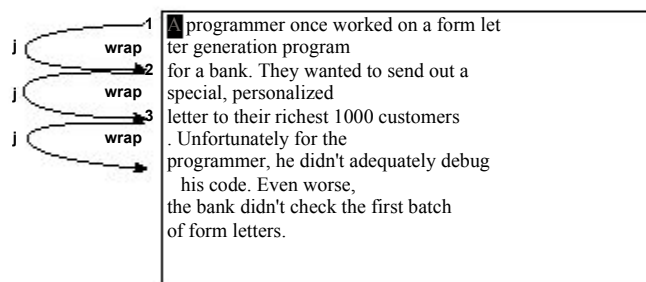 1 A programmer once worked on a form let
j wrap ter generation program
2 for a bank. They wanted to send out a
j wrap special, personalized
3 letter to their richest 1000 customers
j wrap . Unfortunately for the
programmer, he didn't adequately debug
his code. Even worse,
the bank didn't check the first batch
of form letters.